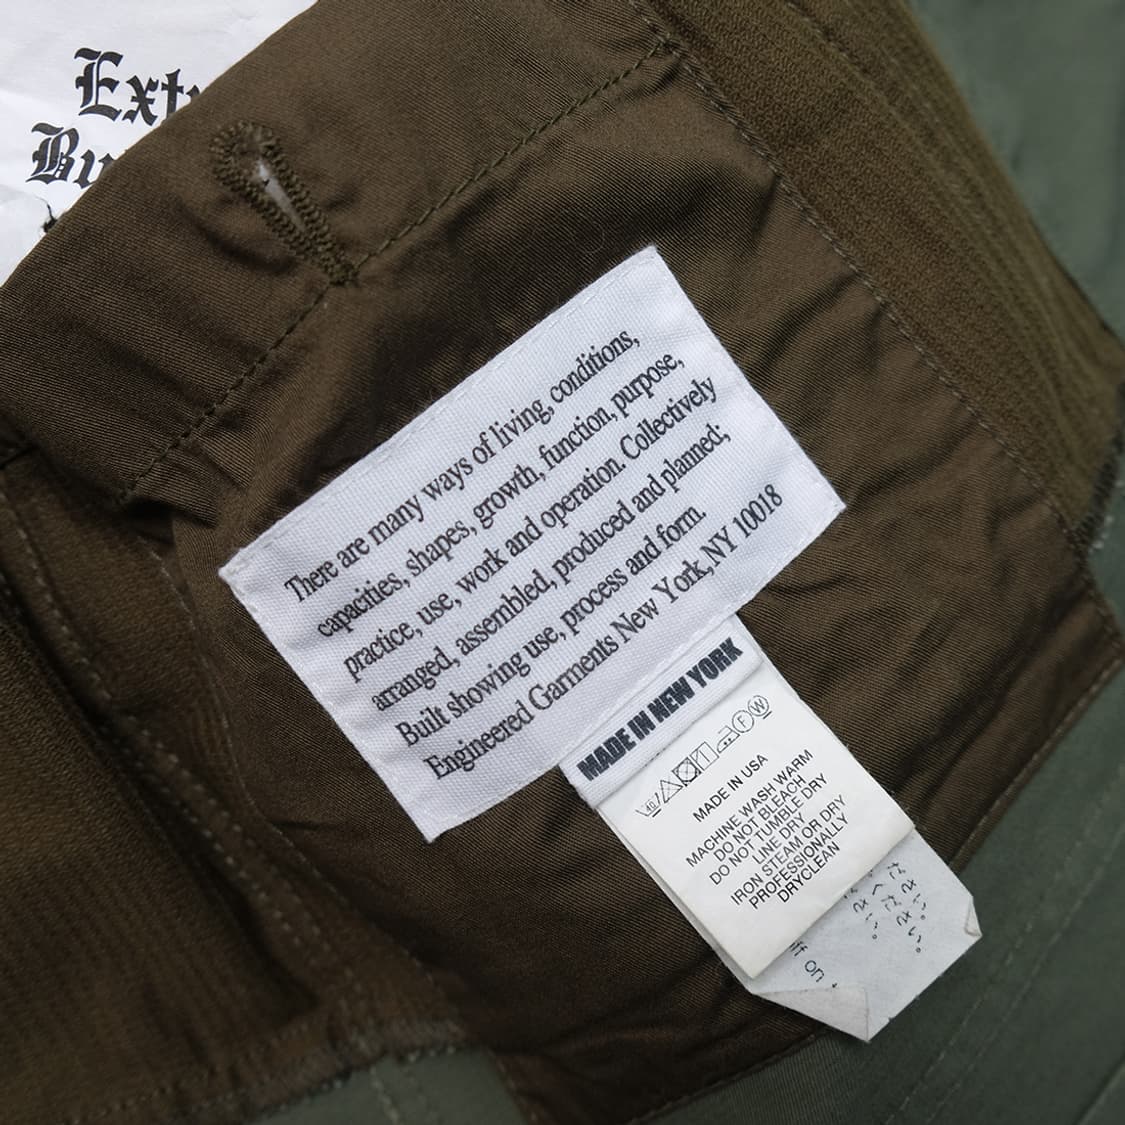 There are many ways of living, conditions,
capacities, shapes, growth, function, purpose,
practice, use, work and operation. Collectively
arranged, assembled, produced and planned;
Built showing use, process and form.
Engineered Garments New York, NY 10018
MADE IN NEW YORK
40 F W
MADE IN USA
MACHINE WASH WARM
DO NOT BLEACH
DO NOT TUMBLE DRY
LINE DRY
IRON STEAM OR DRY
PROFESSIONALLY
DRYCLEAN
on